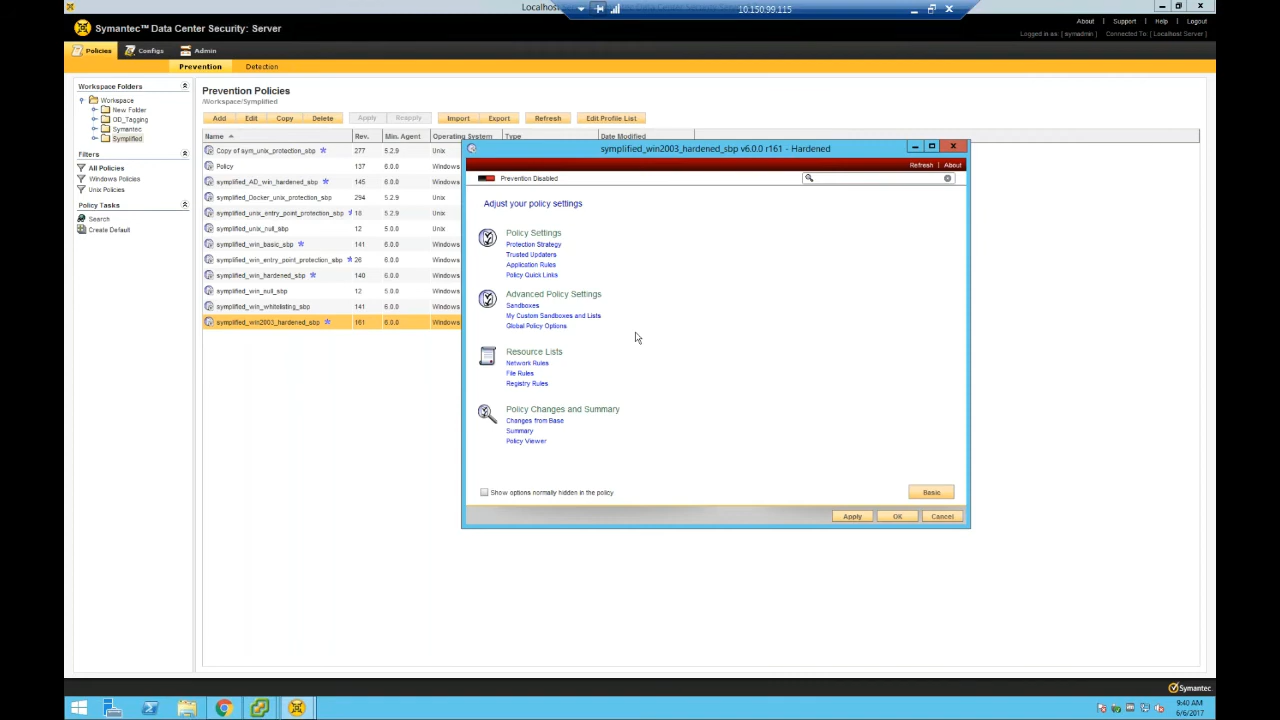 Localhost
10.150.99.115
Symantec™ Data Center Security: Server
About Support Help Logout
Logged in as: [ symadmin ] Connected To: [ Localhost Server ]
Policies Configs Admin
Prevention Detection
Workspace Folders
Workspace
New Folder
DD_Tagging
Symantec
Symplified
Filters
All Policies
Windows Policies
Unix Policies
Policy Tasks
Search
Create Default
Prevention Policies
/Workspace/Symplified
Add Edit Copy Delete Apply Reapply Import Export Refresh Edit Profile List
Name Rev. Min. Agent Operating System Type Date Modified
Copy of sym_unix_protection_sbp * 277 5.2.9 Unix
Policy 137 6.0.0 Windows
symplified_AD_win_hardened_sbp * 145 6.0.0 Windows
symplified_Docker_unix_protection_sbp 294 5.2.9 Unix
symplified_unix_entry_point_protection_sbp * 18 5.2.9 Unix
symplified_unix_null_sbp 12 5.0.0 Unix
symplified_win_basic_sbp * 141 6.0.0 Windows
symplified_win_entry_point_protection_sbp * 26 6.0.0 Windows
symplified_win_hardened_sbp * 140 6.0.0 Windows
symplified_win_null_sbp 12 5.0.0 Windows
symplified_win_whitelisting_sbp 141 6.0.0 Windows
symplified_win2003_hardened_sbp * 161 6.0.0 Windows
symplified_win2003_hardened_sbp v6.0.0 r161 - Hardened
Refresh About
Prevention Disabled
Adjust your policy settings
Policy Settings
Protection Strategy
Trusted Updaters
Application Rules
Policy Quick Links
Advanced Policy Settings
Sandboxes
My Custom Sandboxes and Lists
Global Policy Options
Resource Lists
Network Rules
File Rules
Registry Rules
Policy Changes and Summary
Changes from Base
Summary
Policy Viewer
Show options normally hidden in the policy
Basic
Apply OK Cancel
Symantec.
9:40 AM
6/6/2017